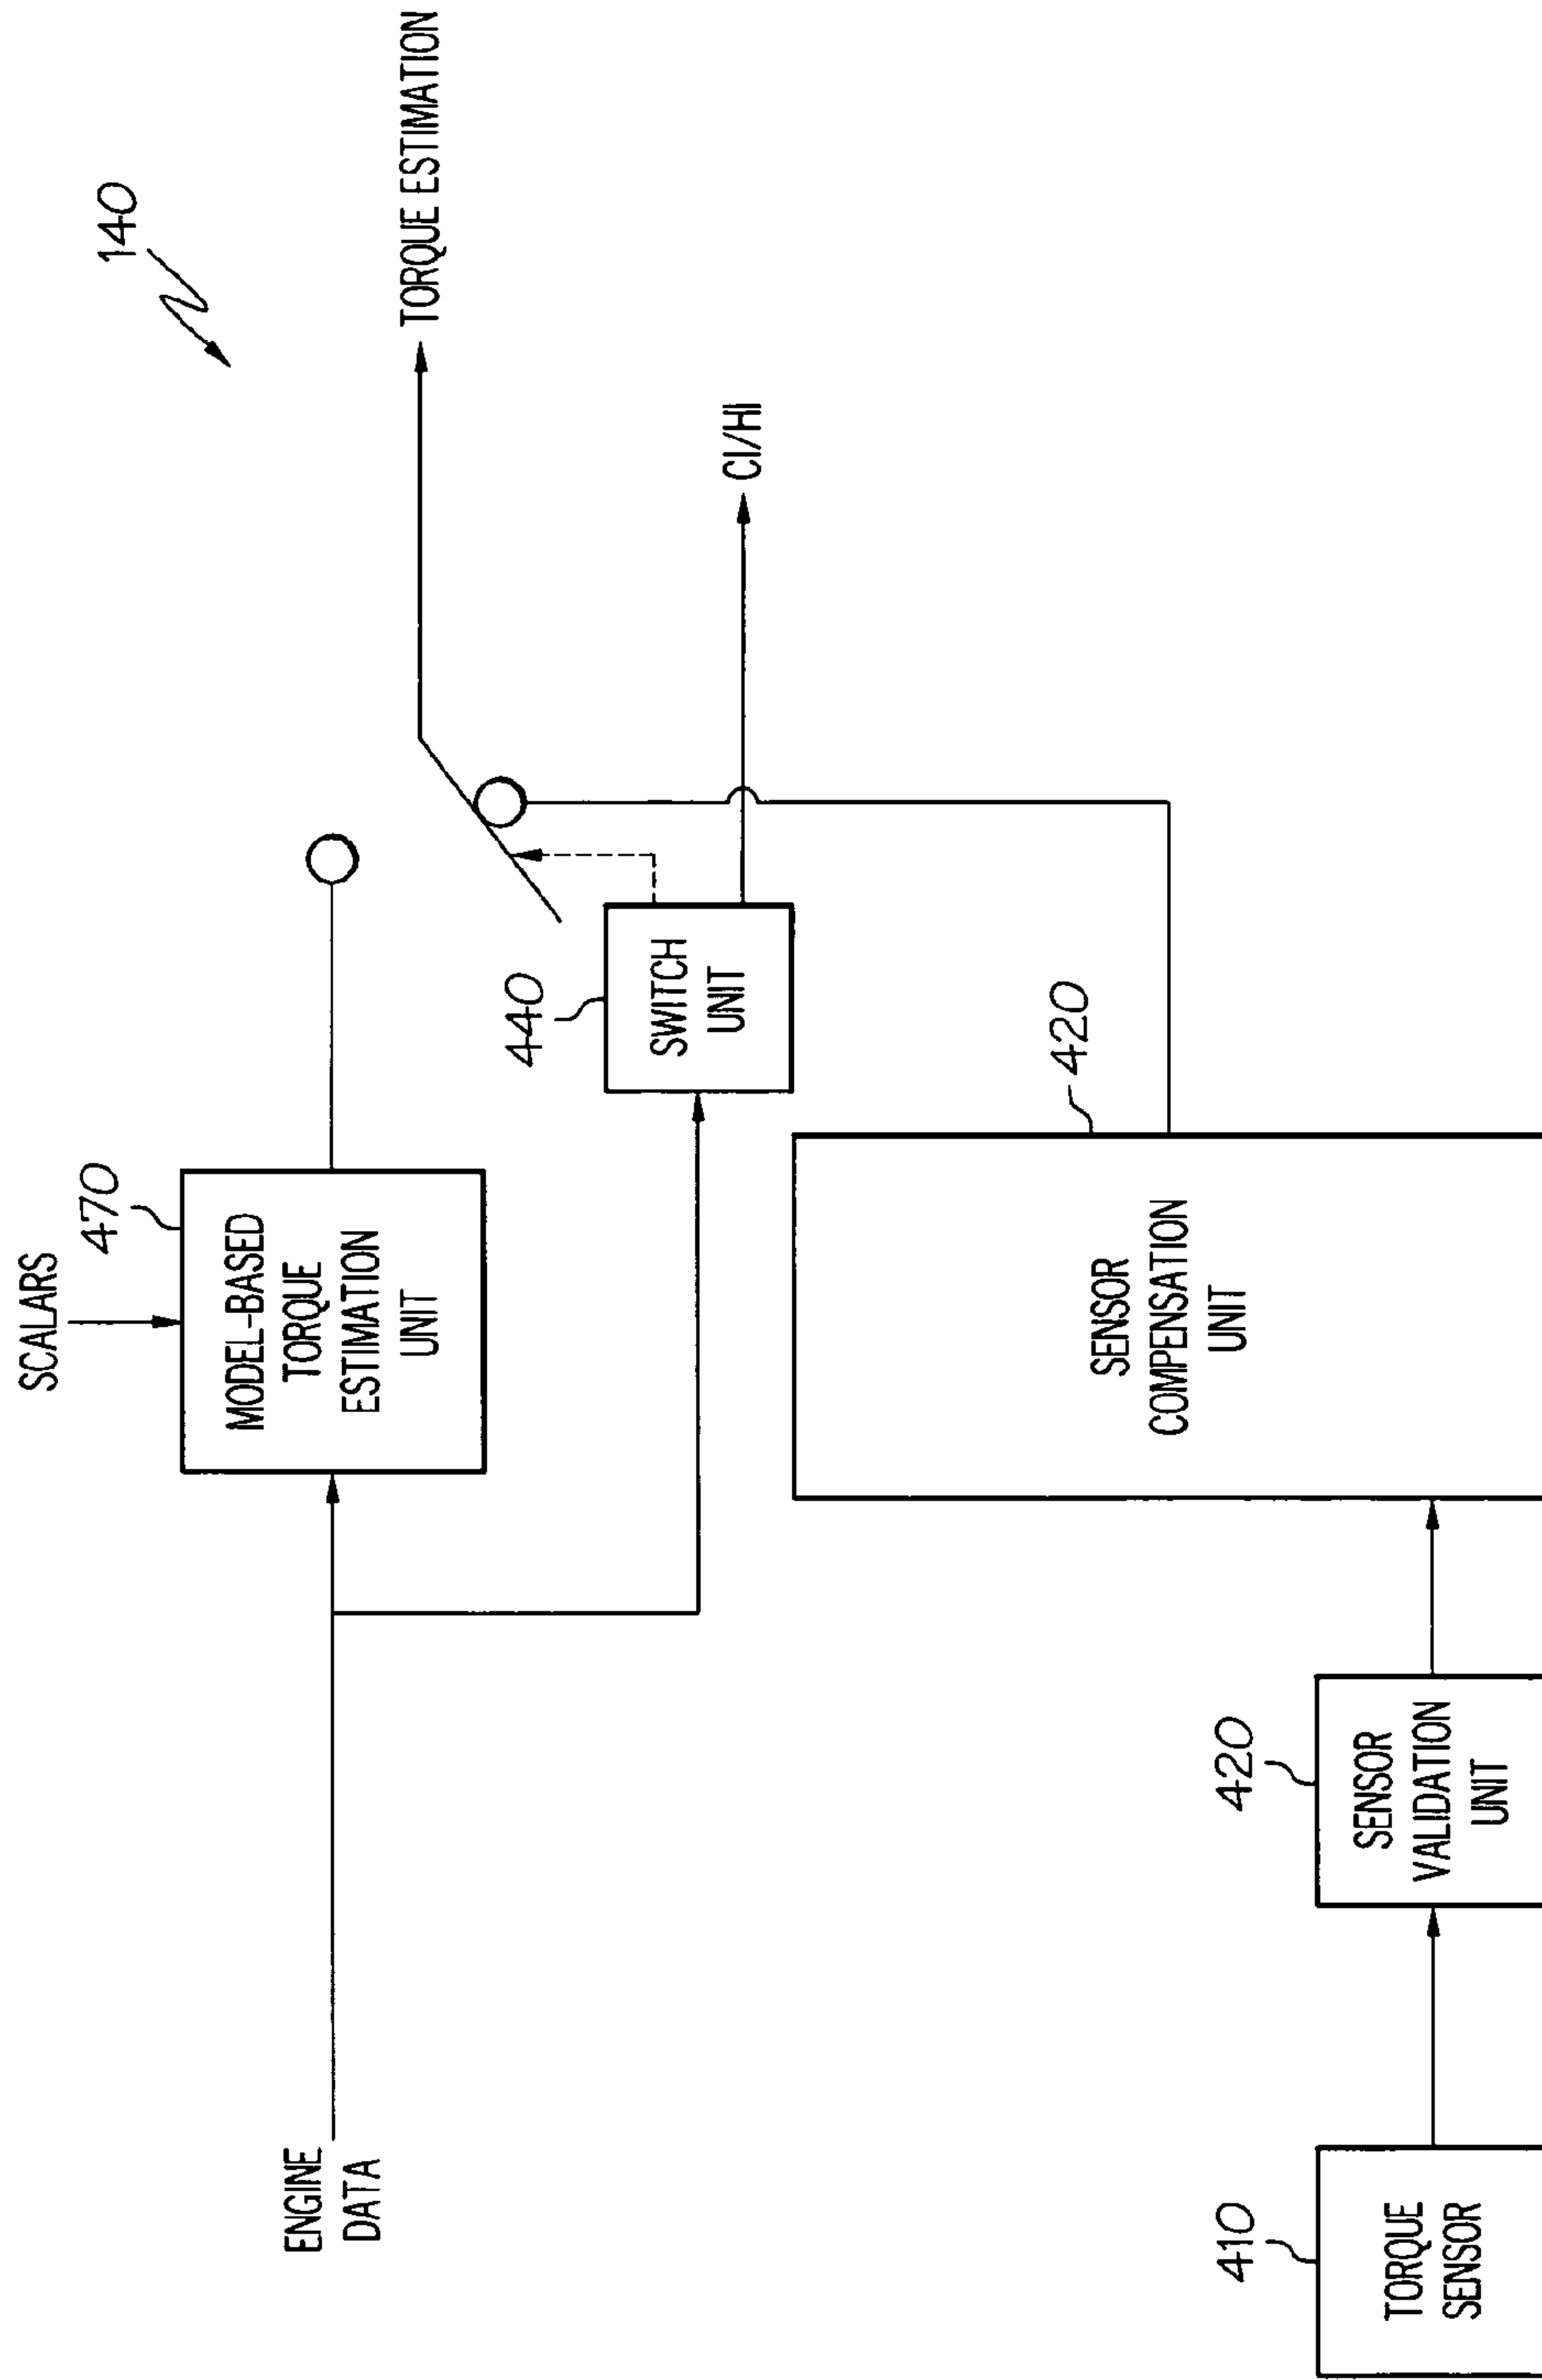 140
TORQUE ESTIMATION
SCALARS
470
MODEL-BASED
TORQUE
ESTIMATION
UNIT
ENGINE
DATA
440
SWITCH
UNIT
CI/HI
420
SENSOR
COMPENSATION
UNIT
420
SENSOR
VALIDATION
UNIT
410
TORQUE
SENSOR